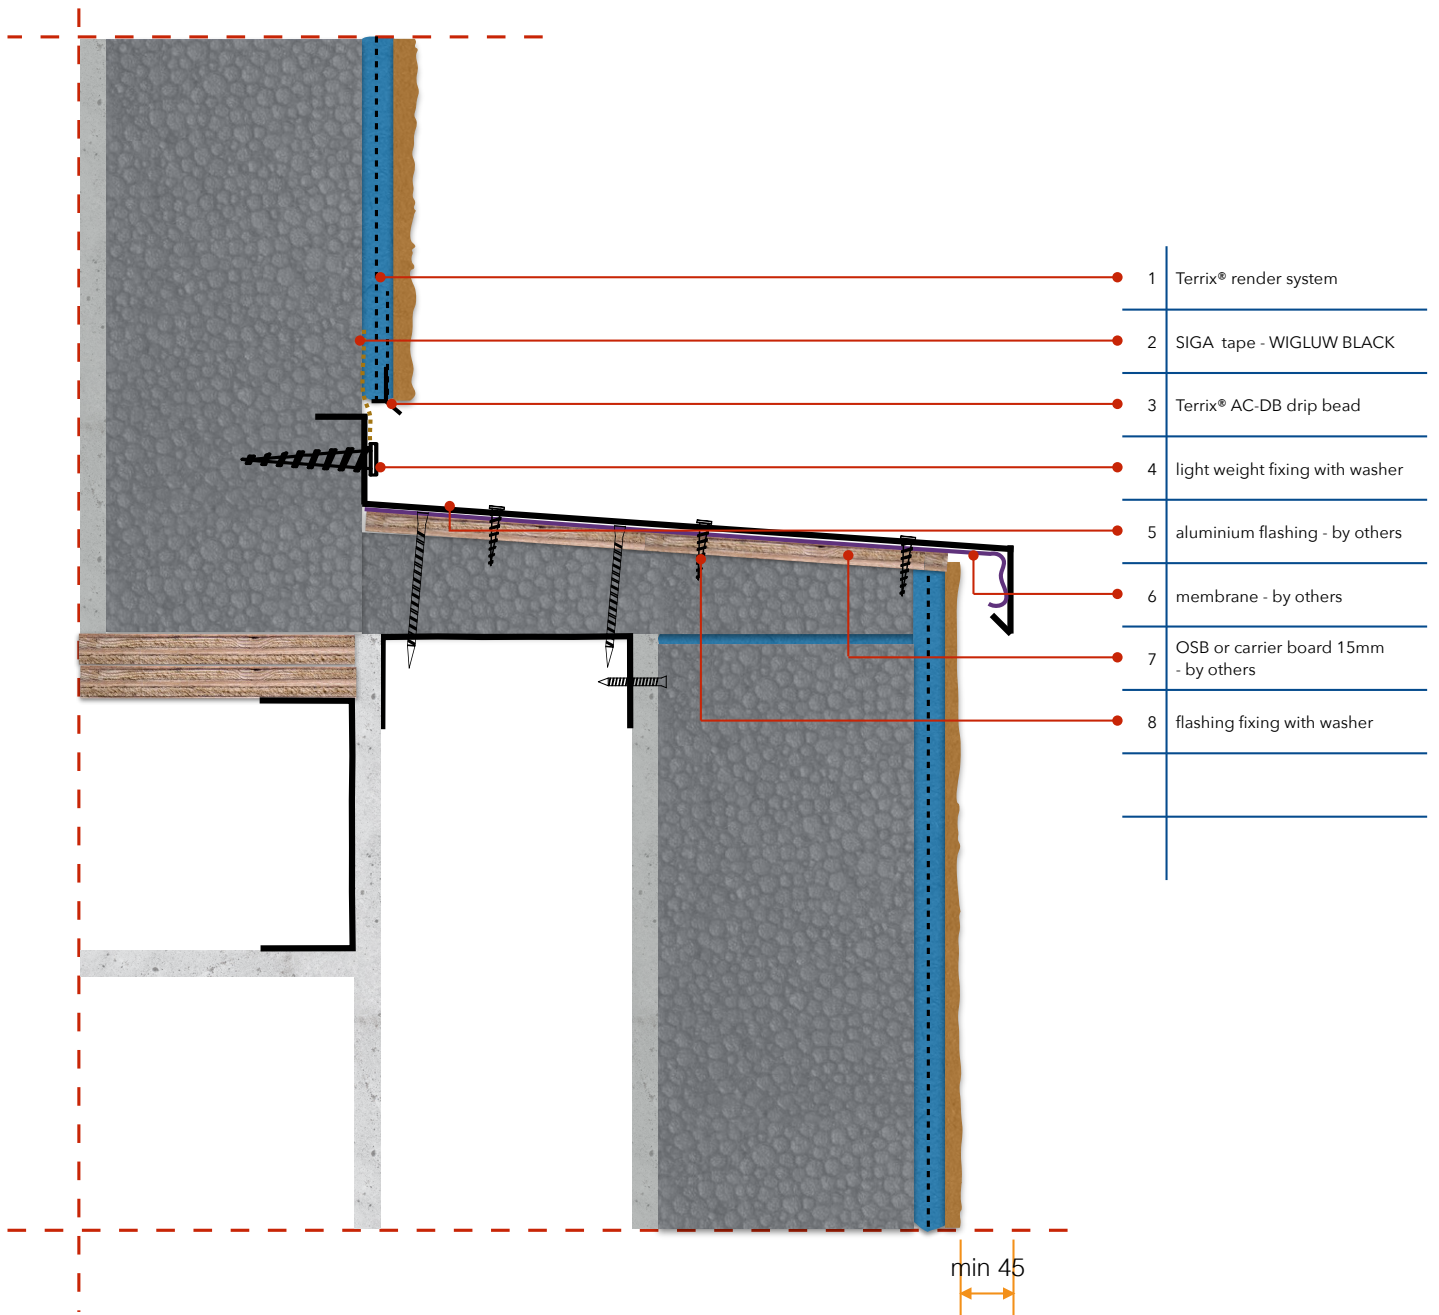 1 Terrix® render system
2 SIGA tape - WIGLUW BLACK
3 Terrix® AC-DB drip bead
4 light weight fixing with washer
5 aluminium flashing - by others
6 membrane - by others
7 OSB or carrier board 15mm
- by others
8 flashing fixing with washer
min 45